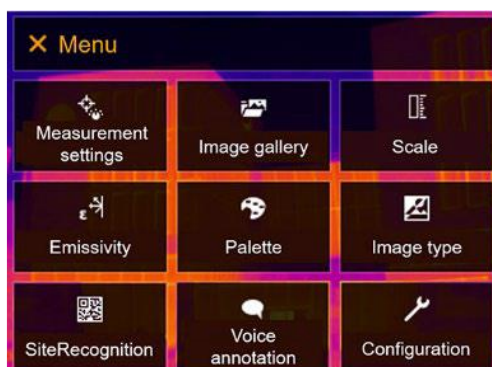 Menu
Measurement
settings
Image gallery
Scale
ε
Emissivity
Palette
Image type
SiteRecognition
Voice
annotation
Configuration